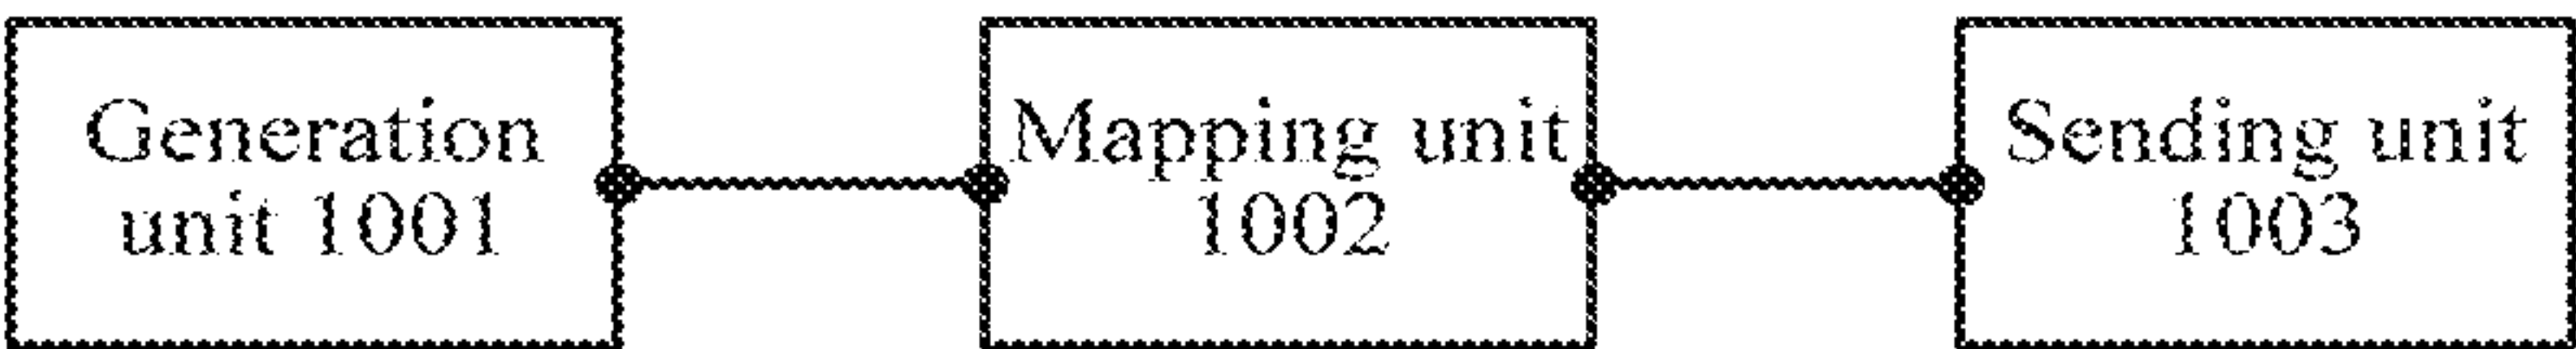 Generation
unit 1001
Mapping unit
1002
Sending unit
1003